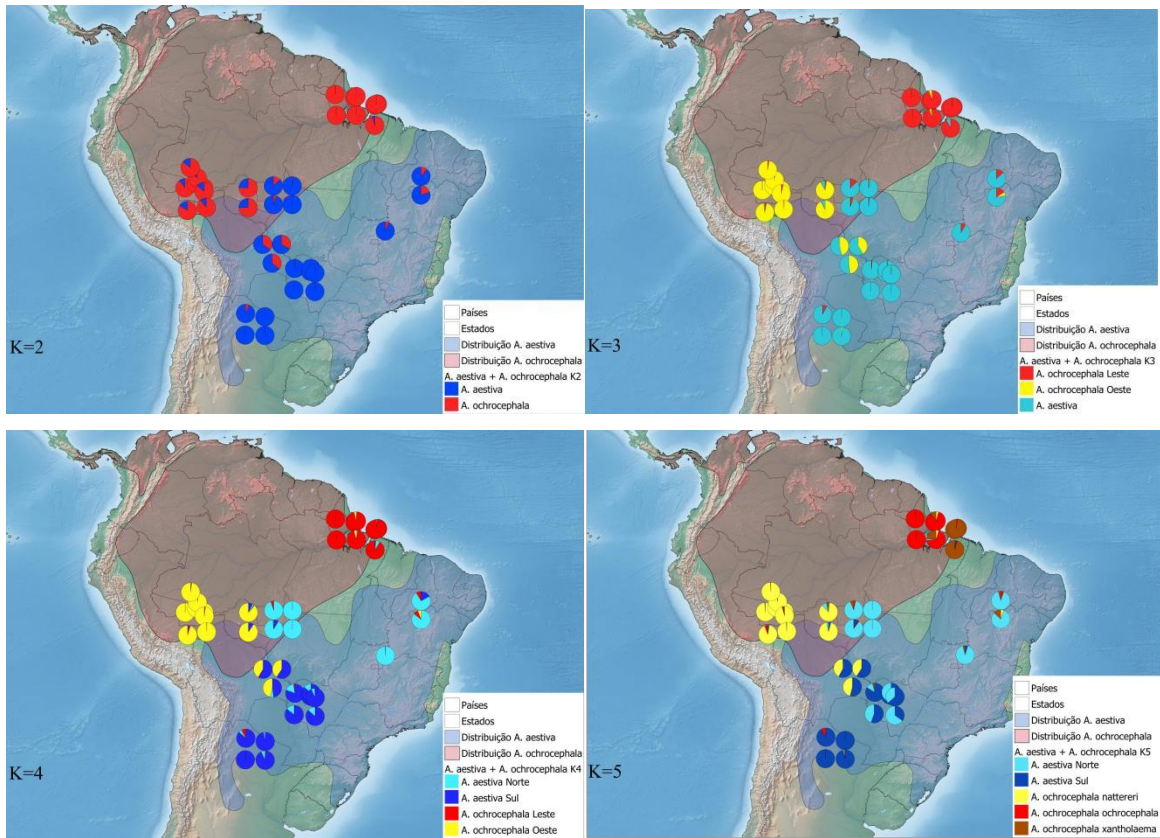 K=2
Países
Estados
Distribuição A. aestiva
Distribuição A. ochrocephala
A. aestiva + A. ochrocephala K2
A. aestiva
A. ochrocephala
K=3
Países
Estados
Distribuição A. aestiva
Distribuição A. ochrocephala
A. aestiva + A. ochrocephala K3
A. ochrocephala Leste
A. ochrocephala Oeste
A. aestiva
K=4
Países
Estados
Distribuição A. aestiva
Distribuição A. ochrocephala
A. aestiva + A. ochrocephala K4
A. aestiva Norte
A. aestiva Sul
A. ochrocephala Leste
A. ochrocephala Oeste
K=5
Países
Estados
Distribuição A. aestiva
Distribuição A. ochrocephala
A. aestiva + A. ochrocephala K5
A. aestiva Norte
A. aestiva Sul
A. ochrocephala nattereri
A. ochrocephala ochrocephala
A. ochrocephala xantholaema